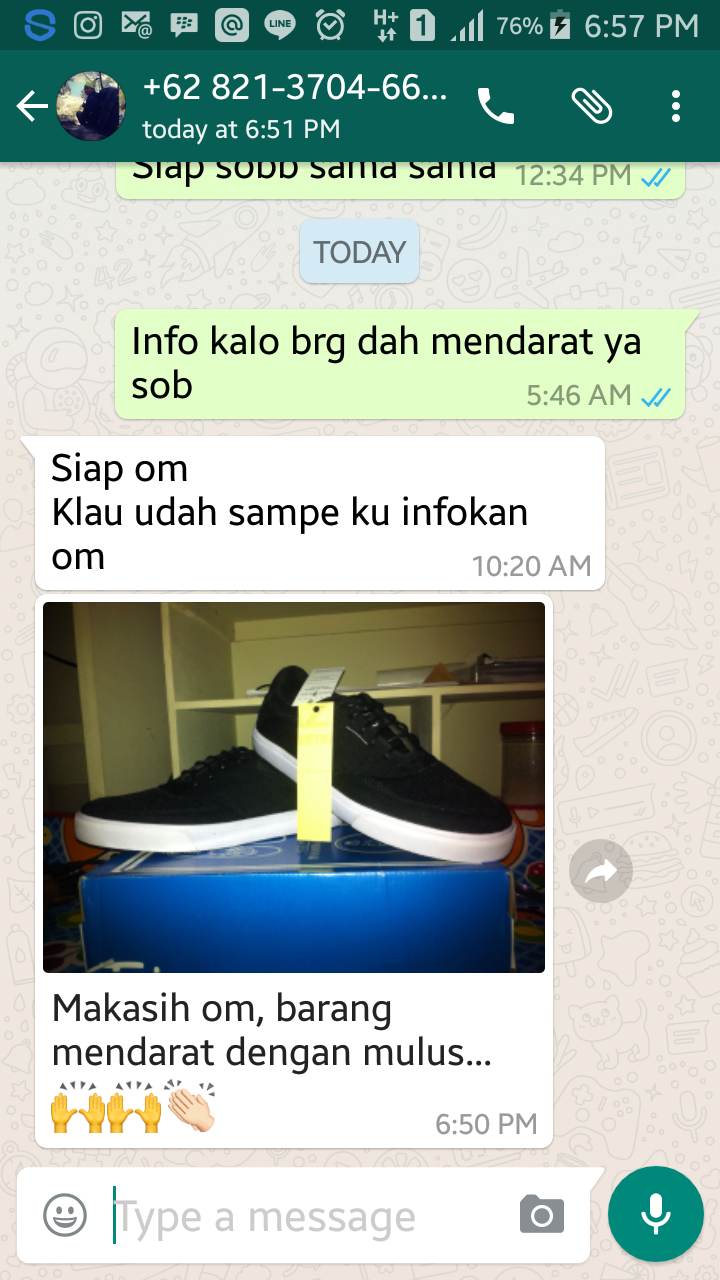 LINE
H+
1
76%
6:57 PM
+62 821-3704-66...
today at 6:51 PM
Siap sobb sama sama
12:34 PM
TODAY
Info kalo brg dah mendarat ya
sob
5:46 AM
Siap om
Klau udah sampe ku infokan
om
10:20 AM
Makasih om, barang
mendarat dengan mulus...
🙌🙌👏
6:50 PM
Type a message